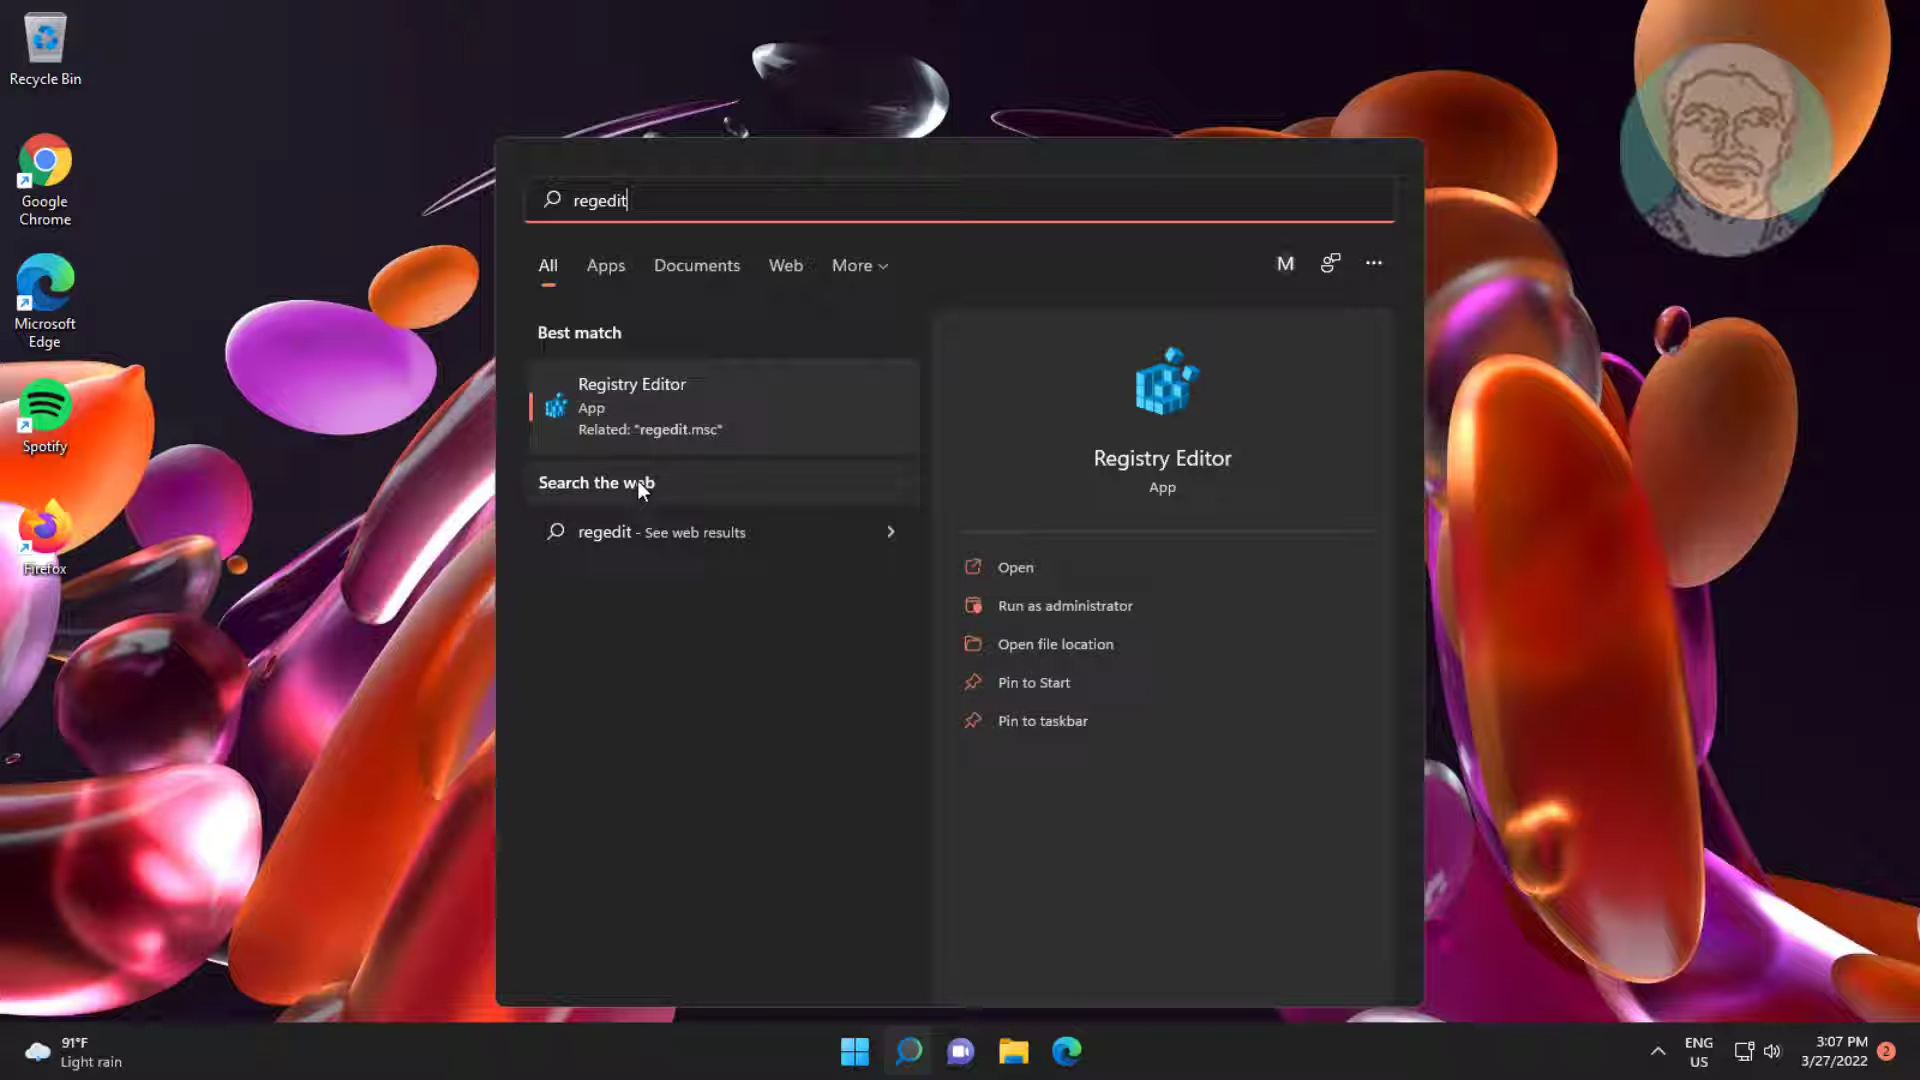 Recycle Bin
Google
Chrome
Microsoft
Edge
Spotify
Firefox
regedit
All
Apps
Documents
Web
More
M
Best match
Registry Editor
App
Related: "regedit.msc"
Search the web
regedit - See web results
Registry Editor
App
Open
Run as administrator
Open file location
Pin to Start
Pin to taskbar
91°F
Light rain
ENG
US
3:07 PM
3/27/2022
2